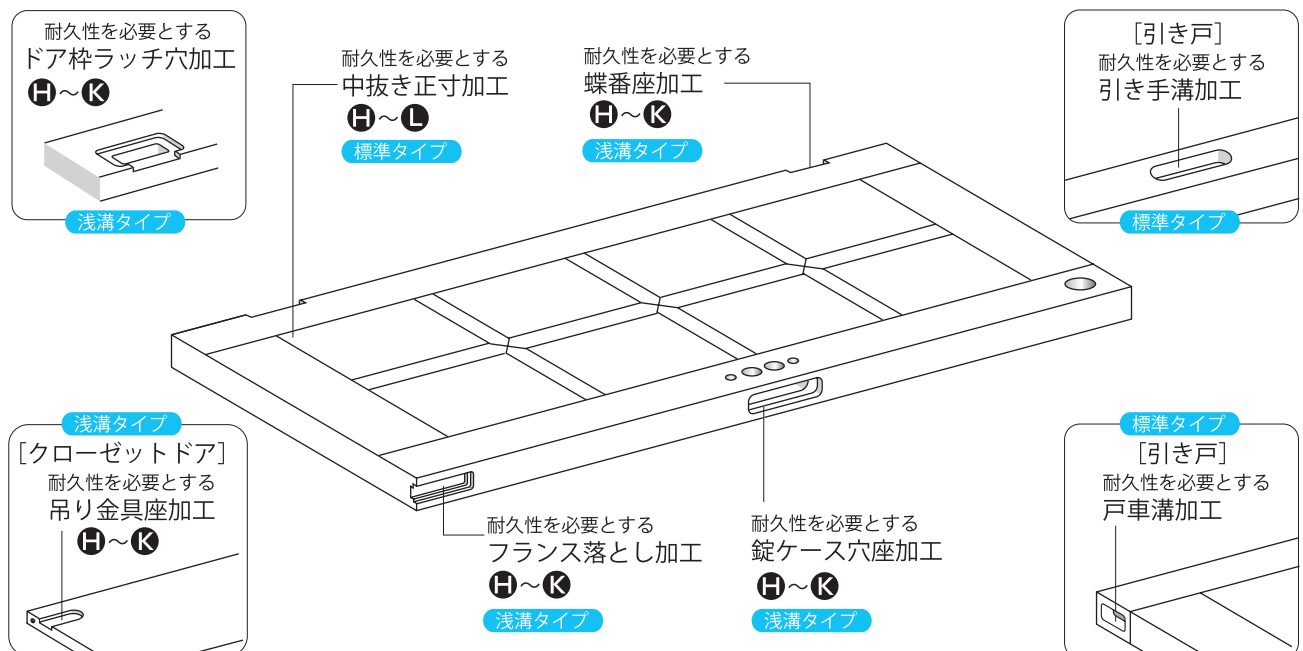 耐久性を必要とする
ドア枠ラッチ穴加工
H～K
浅溝タイプ
耐久性を必要とする
中抜き正寸加工
H～L
標準タイプ
耐久性を必要とする
蝶番座加工
H～K
浅溝タイプ
［引き戸］
耐久性を必要とする
引き手溝加工
標準タイプ
浅溝タイプ
［クローゼットドア］
耐久性を必要とする
吊り金具座加工
H～K
耐久性を必要とする
フランス落とし加工
H～K
浅溝タイプ
耐久性を必要とする
錠ケース穴座加工
H～K
浅溝タイプ
標準タイプ
［引き戸］
耐久性を必要とする
戸車溝加工